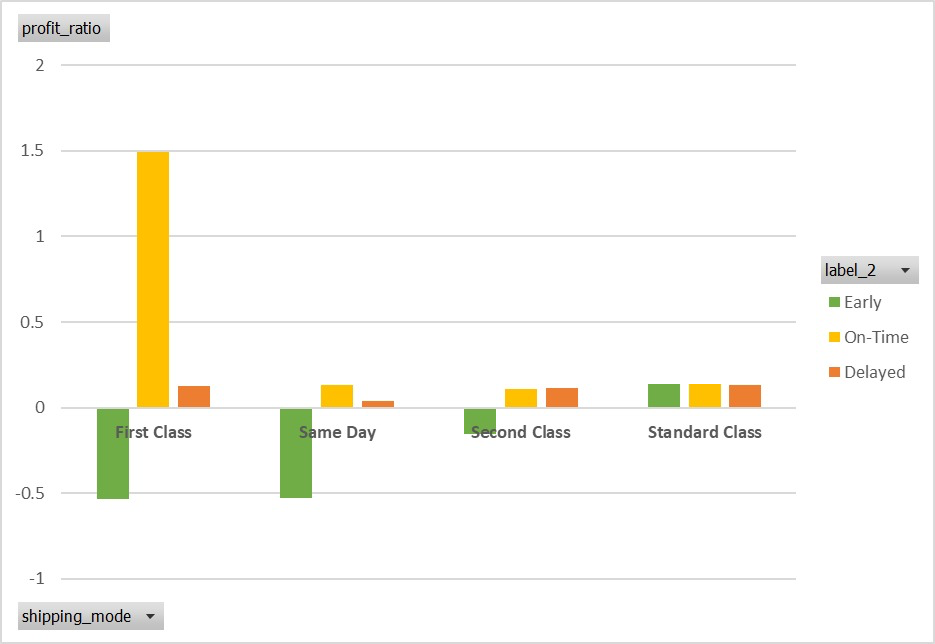 profit_ratio
2
1.5
1
0.5
0
-0.5
-1
First Class
Same Day
Second Class
Standard Class
label_2
Early
On-Time
Delayed
shipping_mode